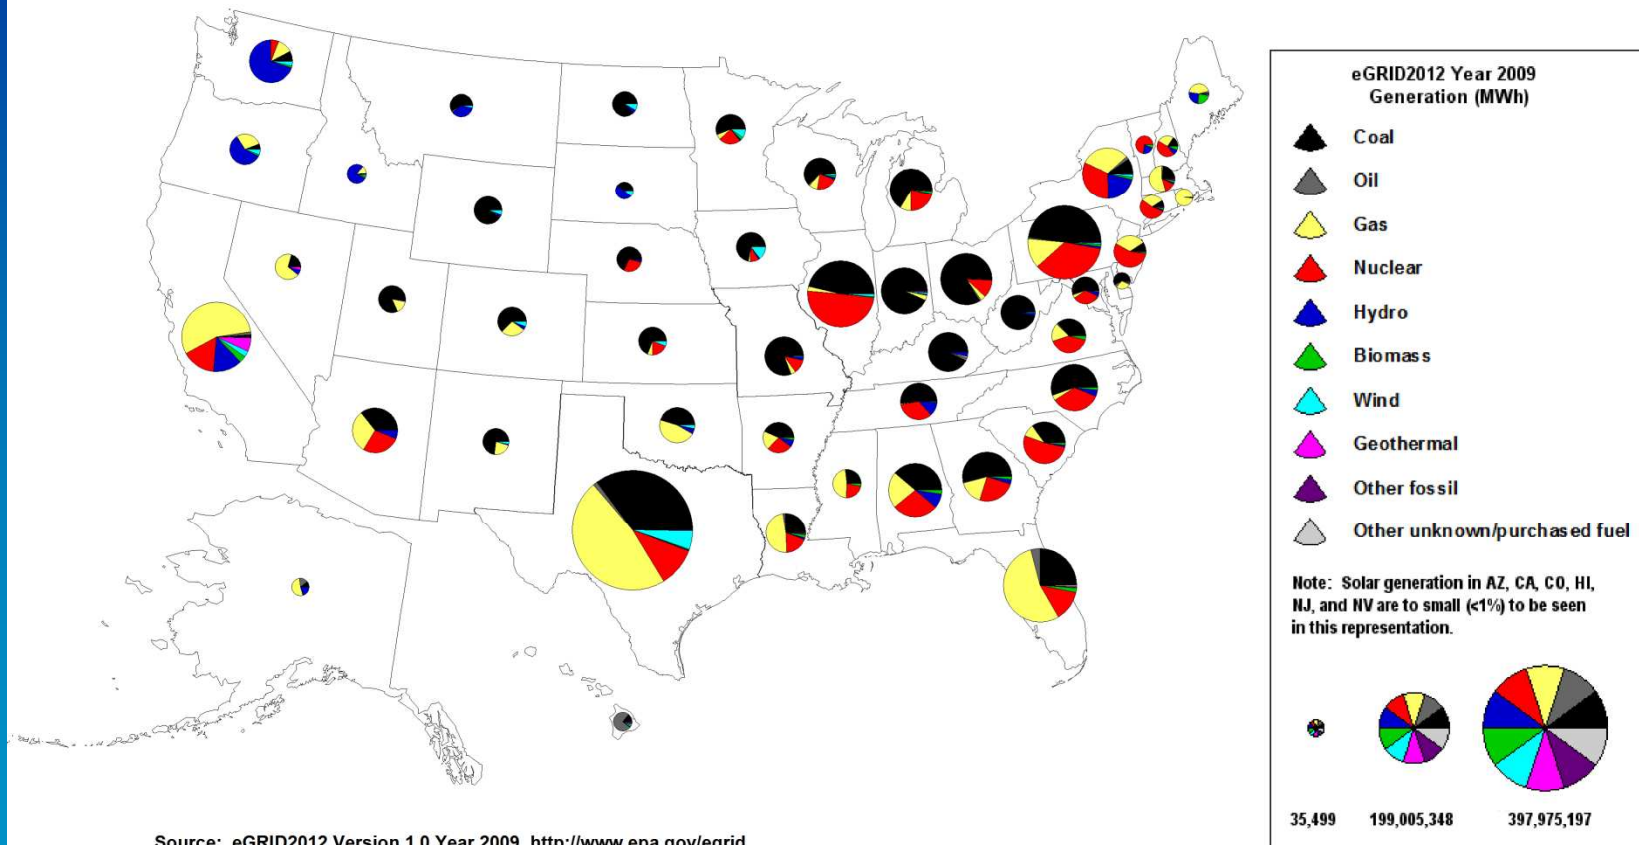 eGRID2012 Year 2009
Generation (MWh)
Coal
Oil
Gas
Nuclear
Hydro
Biomass
Wind
Geothermal
Other fossil
Other unknown/purchased fuel
Note: Solar generation in AZ, CA, CO, HI,
NJ, and NV are to small (<1%) to be seen
in this representation.
35,499 199,005,348 397,975,197
Source: eGRID2012 Version 1.0 Year 2009 http://www.epa.gov/egrid